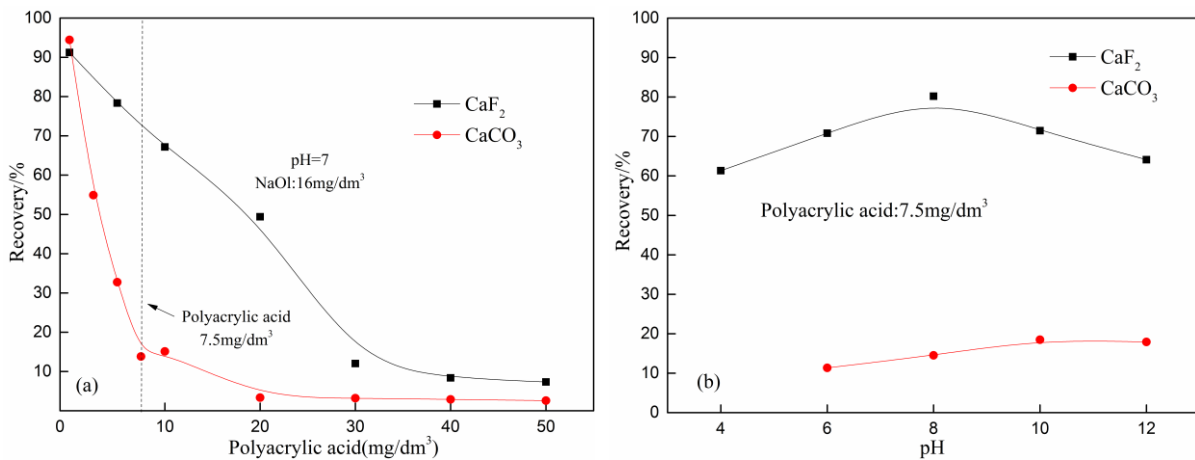 100
90
80
70
60
50
40
30
20
10
Recovery/%
CaF₂
CaCO₃
pH=7
NaOl:16mg/dm³
Polyacrylic acid
7.5mg/dm³
(a)
0 10 20 30 40 50
Polyacrylic acid(mg/dm³)
100
90
80
70
60
50
40
30
20
10
0
Recovery/%
CaF₂
CaCO₃
Polyacrylic acid:7.5mg/dm³
(b)
4 6 8 10 12
pH